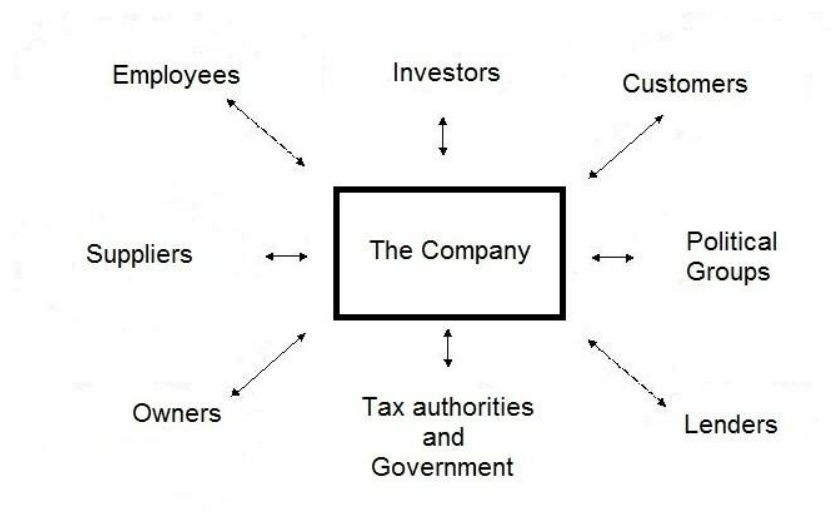 Employees
Investors
Customers
Suppliers
The Company
Political
Groups
Owners
Tax authorities
and
Government
Lenders